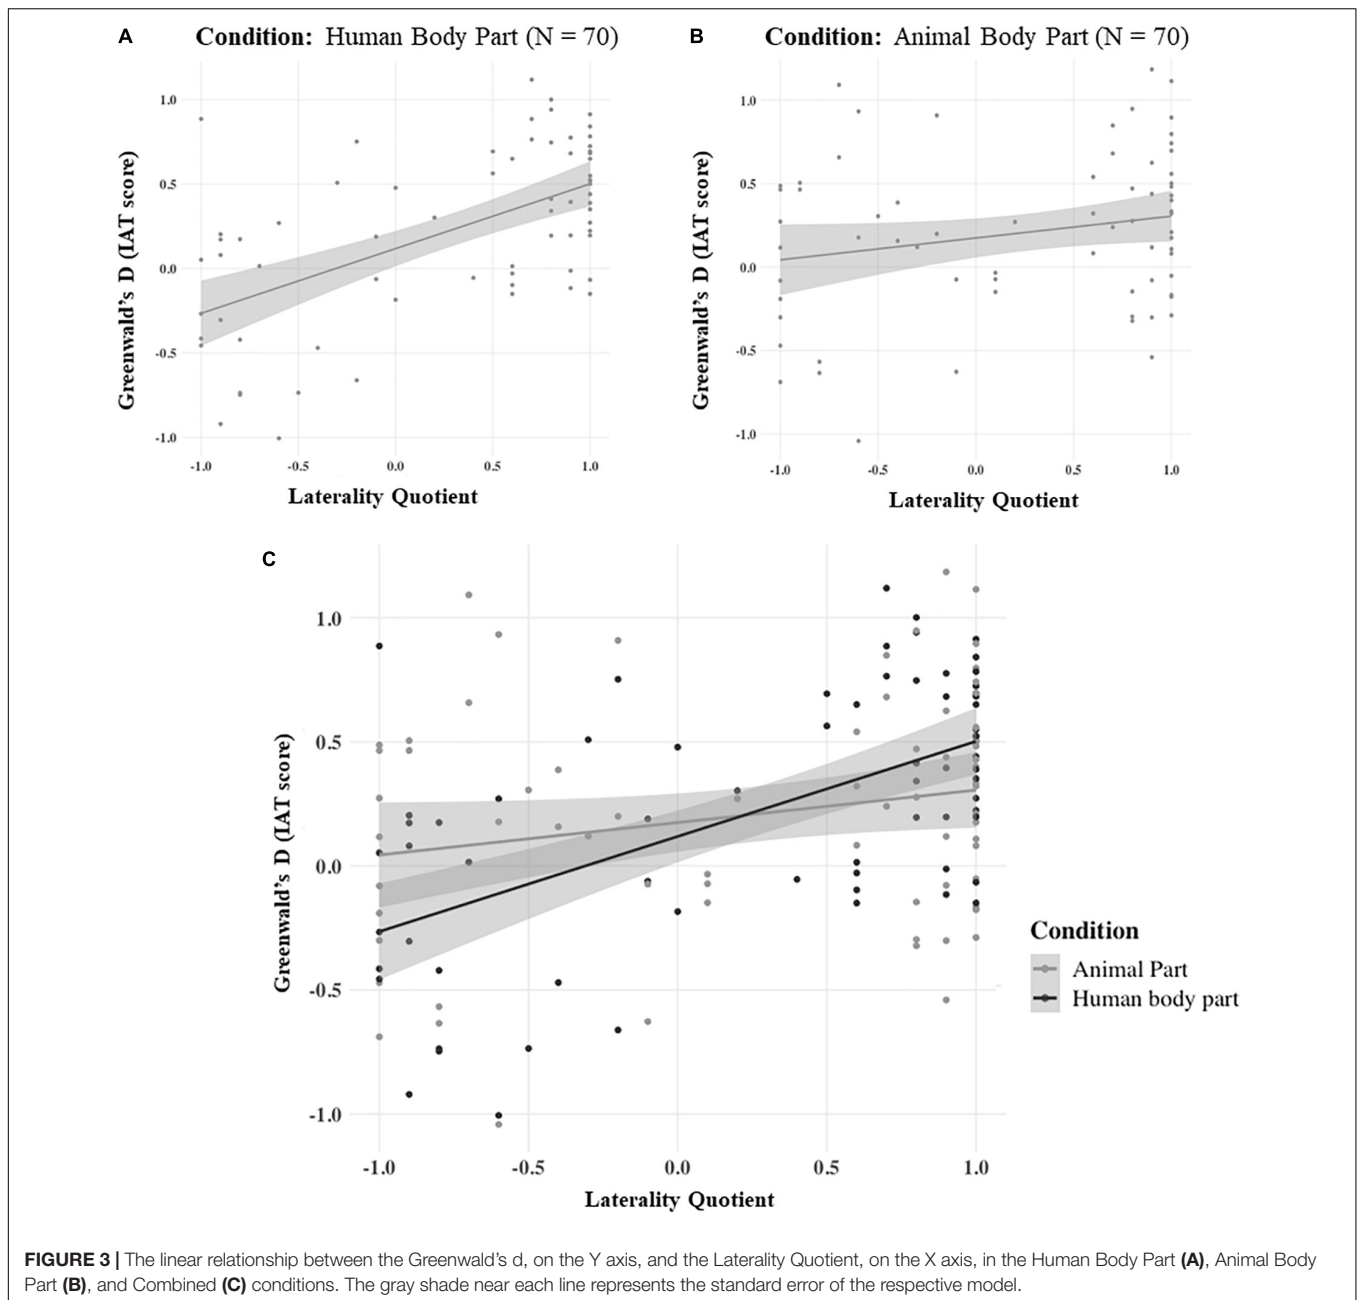 A
Condition: Human Body Part (N = 70)
Greenwald's D (IAT score)
1.0
0.5
0.0
-0.5
-1.0
-1.0 -0.5 0.0 0.5 1.0
Laterality Quotient
B
Condition: Animal Body Part (N = 70)
Greenwald's D (IAT score)
1.0
0.5
0.0
-0.5
-1.0
-1.0 -0.5 0.0 0.5 1.0
Laterality Quotient
C
Greenwald's D (IAT score)
1.0
0.5
0.0
-0.5
-1.0
-1.0 -0.5 0.0 0.5 1.0
Laterality Quotient
Condition
Animal Part
Human body part
FIGURE 3 | The linear relationship between the Greenwald's d, on the Y axis, and the Laterality Quotient, on the X axis, in the Human Body Part (A), Animal Body
Part (B), and Combined (C) conditions. The gray shade near each line represents the standard error of the respective model.